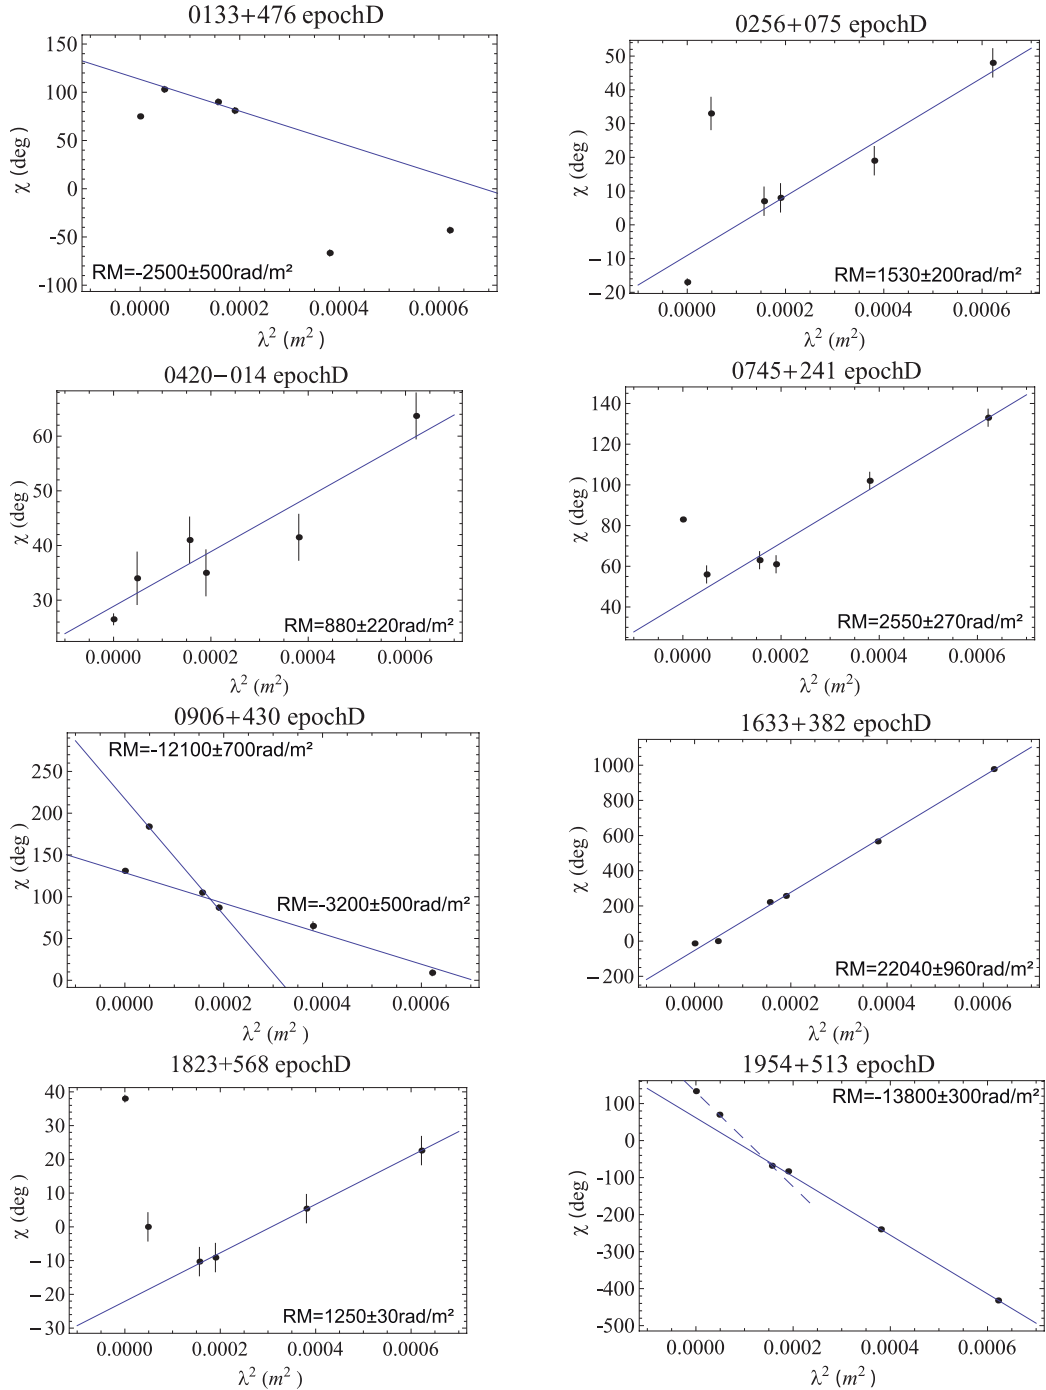 0133+476 epochD
150
100
50
0
−50
-100
χ (deg)
RM=-2500±500rad/m²
0.0000 0.0002 0.0004 0.0006
λ² (m²)
0256+075 epochD
50
40
30
20
10
0
−10
−20
χ (deg)
RM=1530±200rad/m²
0.0000 0.0002 0.0004 0.0006
λ² (m²)
0420−014 epochD
60
50
40
30
χ (deg)
RM=880±220rad/m²
0.0000 0.0002 0.0004 0.0006
λ² (m²)
0745+241 epochD
140
120
100
80
60
40
χ (deg)
RM=2550±270rad/m²
0.0000 0.0002 0.0004 0.0006
λ² (m²)
0906+430 epochD
RM=-12100±700rad/m²
250
200
150
100
50
0
χ (deg)
RM=-3200±500rad/m²
0.0000 0.0002 0.0004 0.0006
λ² (m²)
1633+382 epochD
1000
800
600
400
200
0
−200
χ (deg)
RM=22040±960rad/m²
0.0000 0.0002 0.0004 0.0006
λ² (m²)
1823+568 epochD
40
30
20
10
0
−10
−20
−30
χ (deg)
RM=1250±30rad/m²
0.0000 0.0002 0.0004 0.0006
λ² (m²)
1954+513 epochD
RM=-13800±300rad/m²
100
0
-100
-200
-300
-400
-500
χ (deg)
0.0000 0.0002 0.0004 0.0006
λ² (m²)